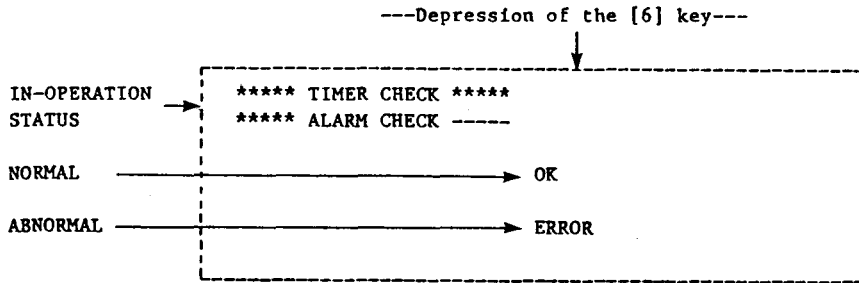 ---Depression of the [6] key---
IN-OPERATION
STATUS
***** TIMER CHECK *****
***** ALARM CHECK -----
NORMAL
OK
ABNORMAL
ERROR